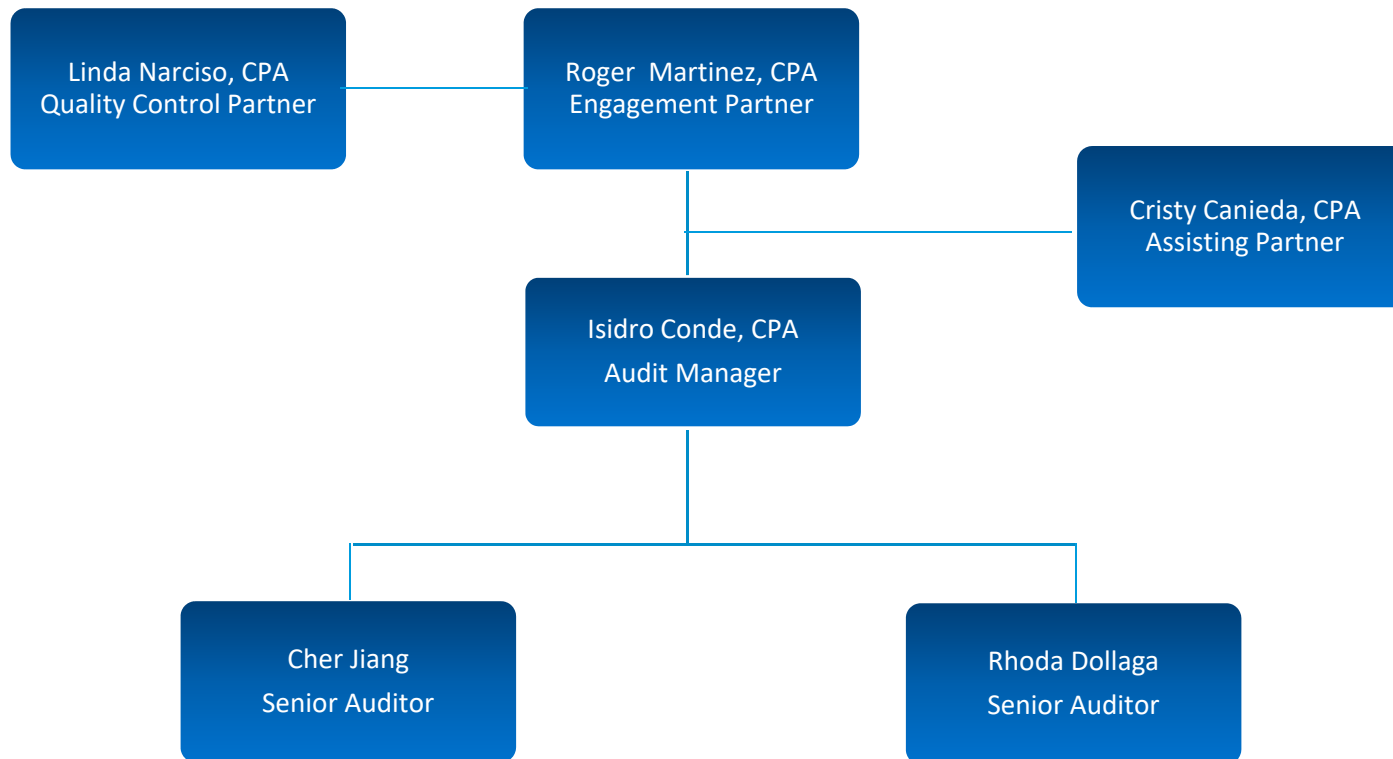 Linda Narciso, CPA
Quality Control Partner
Roger  Martinez, CPA
Engagement Partner
Cristy Canieda, CPA
Assisting Partner
Isidro Conde, CPA
Audit Manager
Cher Jiang
Senior Auditor
Rhoda Dollaga
Senior Auditor